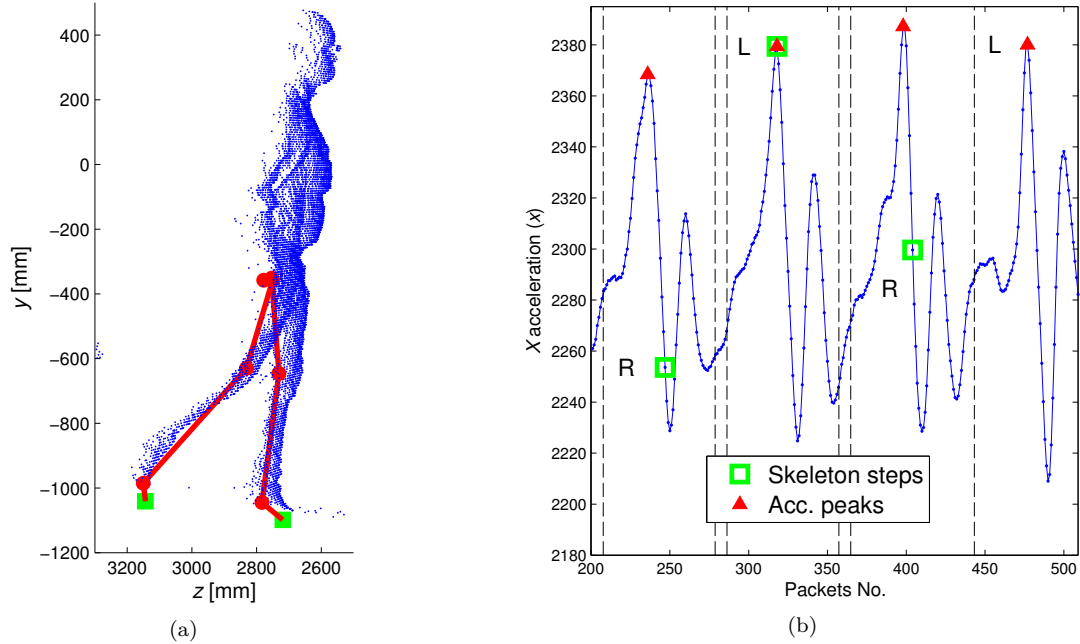 400
200
0
−200
−400
−600
−800
−1000
−1200
y [mm]
3200 3000 2800 2600
z [mm]
(a)
2380
2360
2340
2320
2300
2280
2260
2240
2220
2200
2180
X acceleration (x)
L
L
R
R
Skeleton steps
Acc. peaks
200 250 300 350 400 450 500
Packets No.
(b)